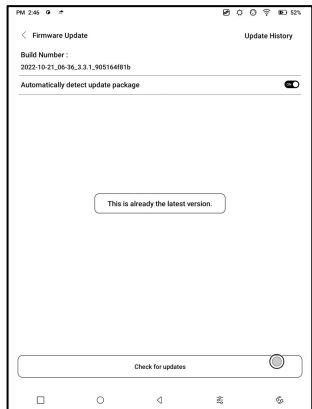 PM 2:46 52%
Firmware Update Update History
Build Number :
2022-10-21_06-36_3.3.1_905164f81b
Automatically detect update package ON
This is already the latest version.
Check for updates